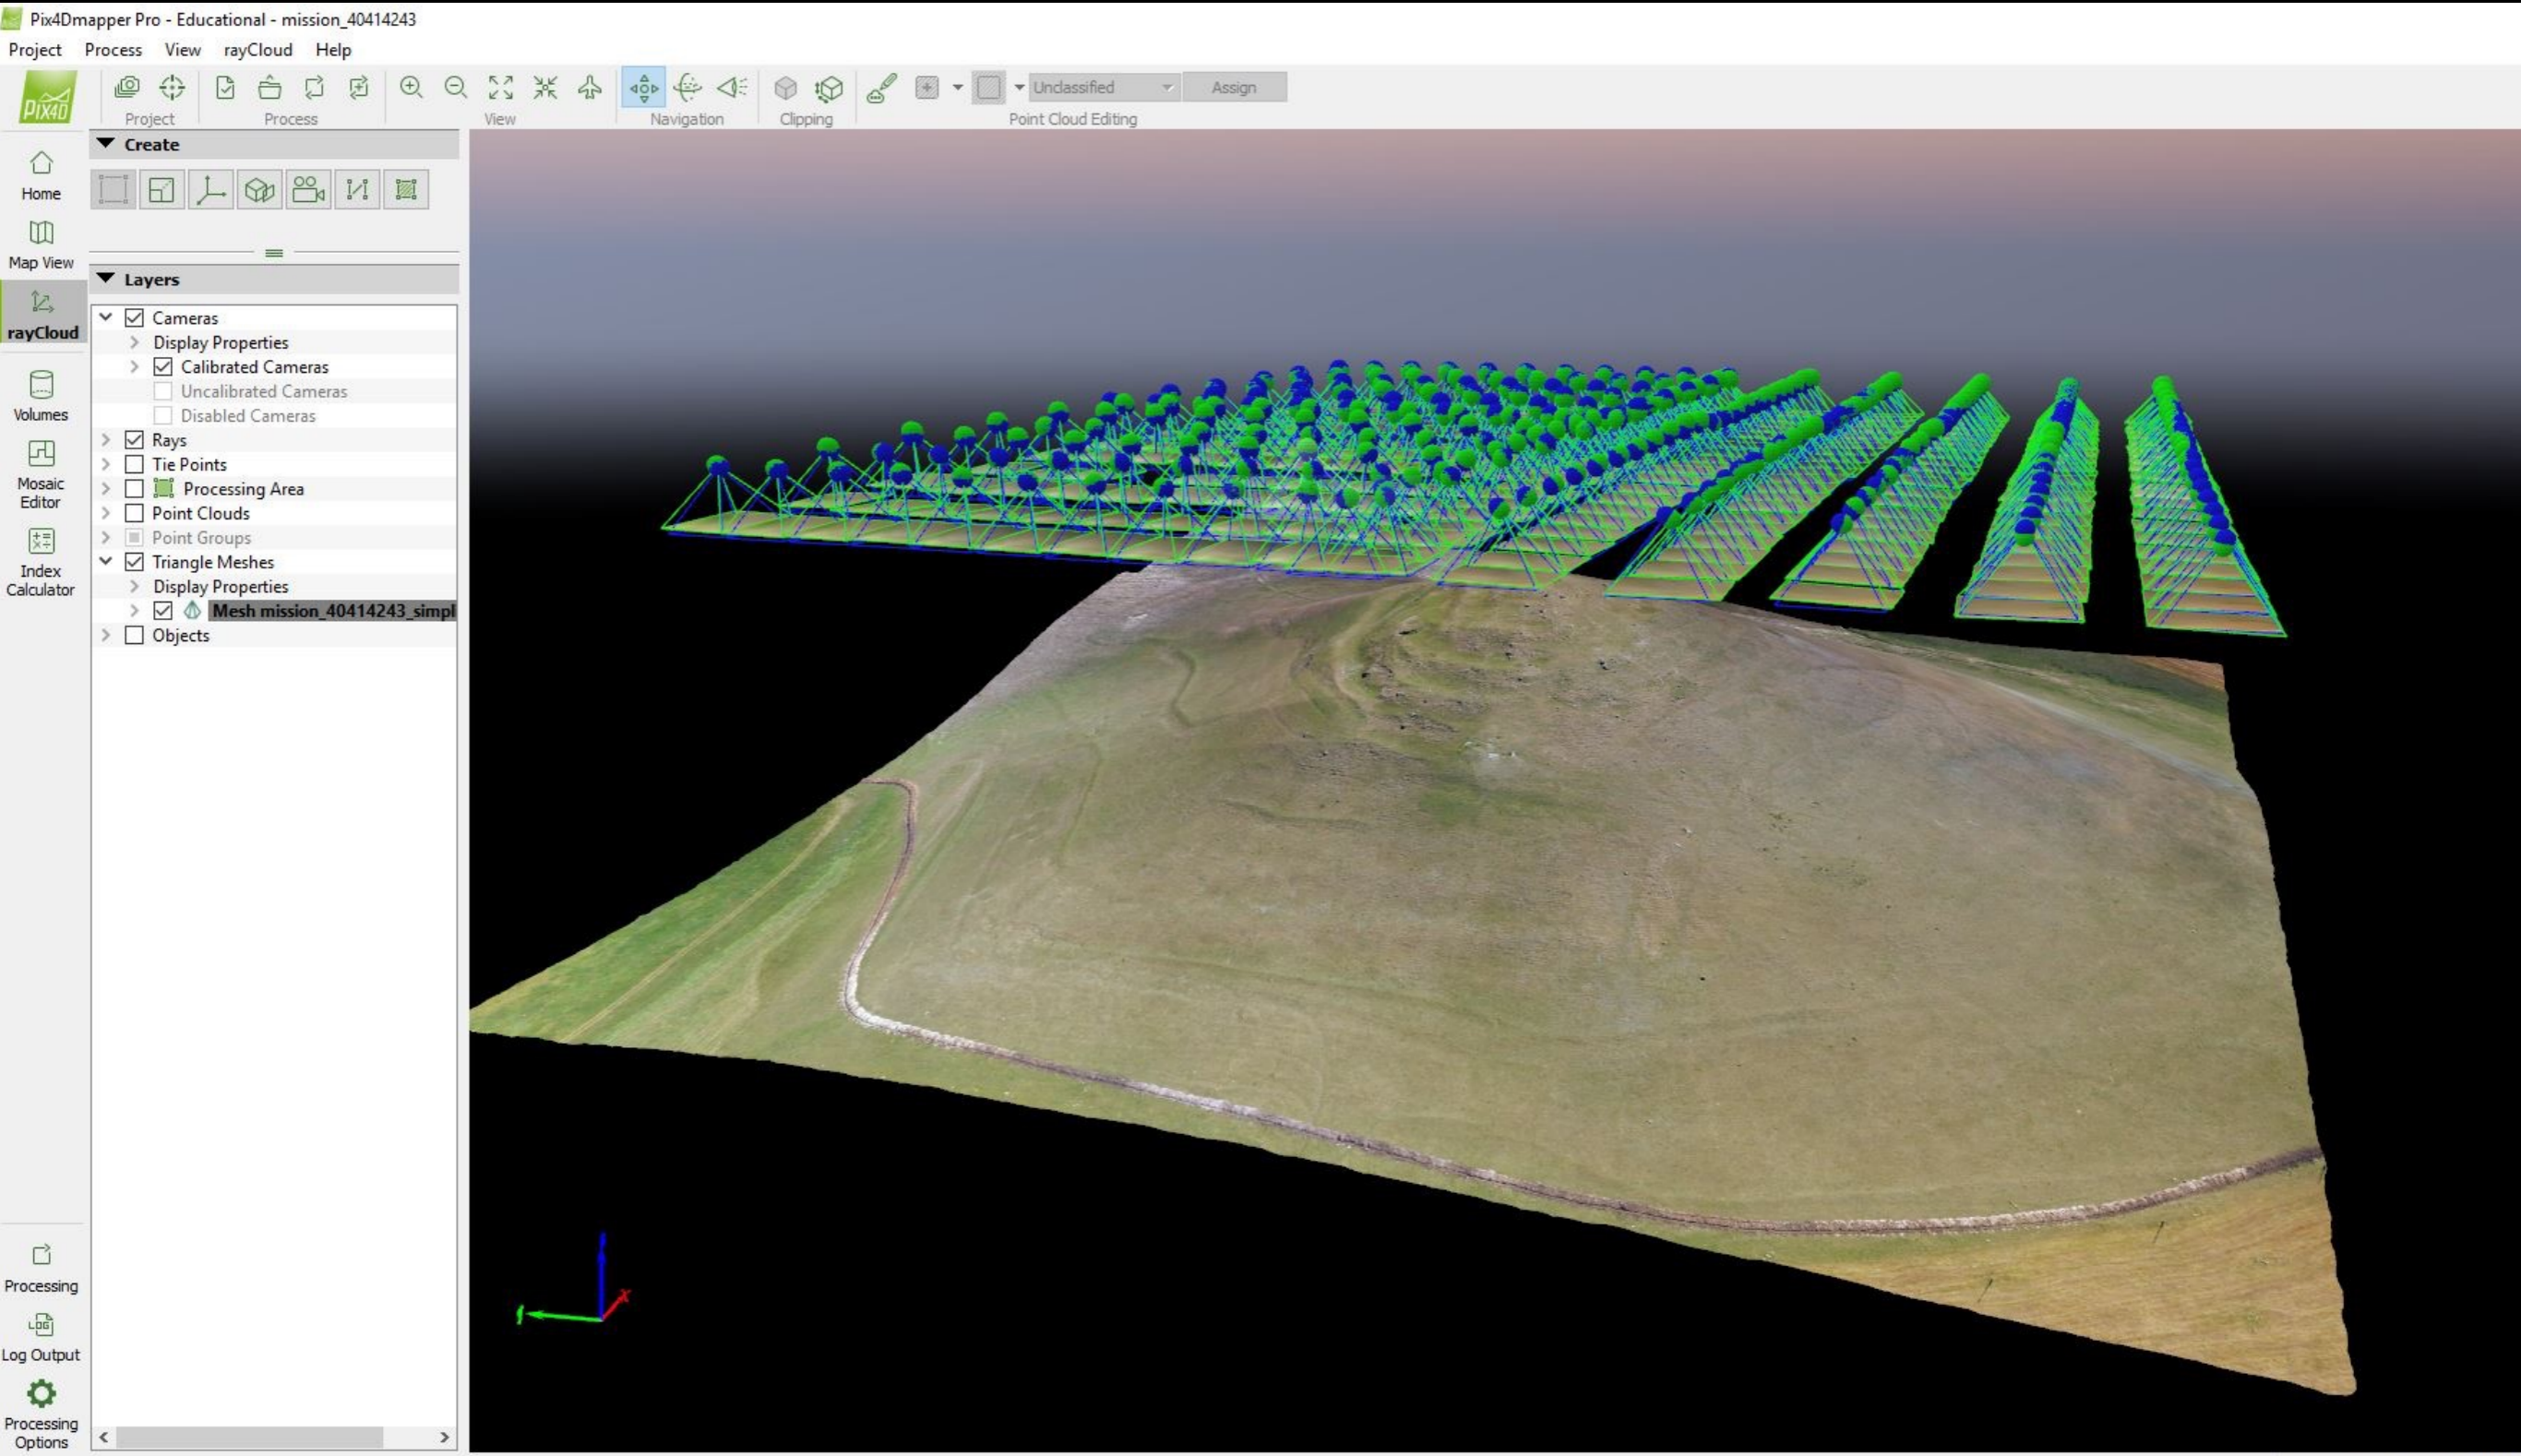 Pix4Dmapper Pro - Educational - mission_40414243
Project Process View rayCloud Help
PIX4D
Unclassified Assign
Project Process View Navigation Clipping Point Cloud Editing
Create
Home
Map View
rayCloud
Volumes
Mosaic
Editor
Index
Calculator
Layers
Cameras
Display Properties
Calibrated Cameras
Uncalibrated Cameras
Disabled Cameras
Rays
Tie Points
Processing Area
Point Clouds
Point Groups
Triangle Meshes
Display Properties
Mesh mission_40414243_simpl
Objects
X
Processing
LOG
Log Output
Processing
Options